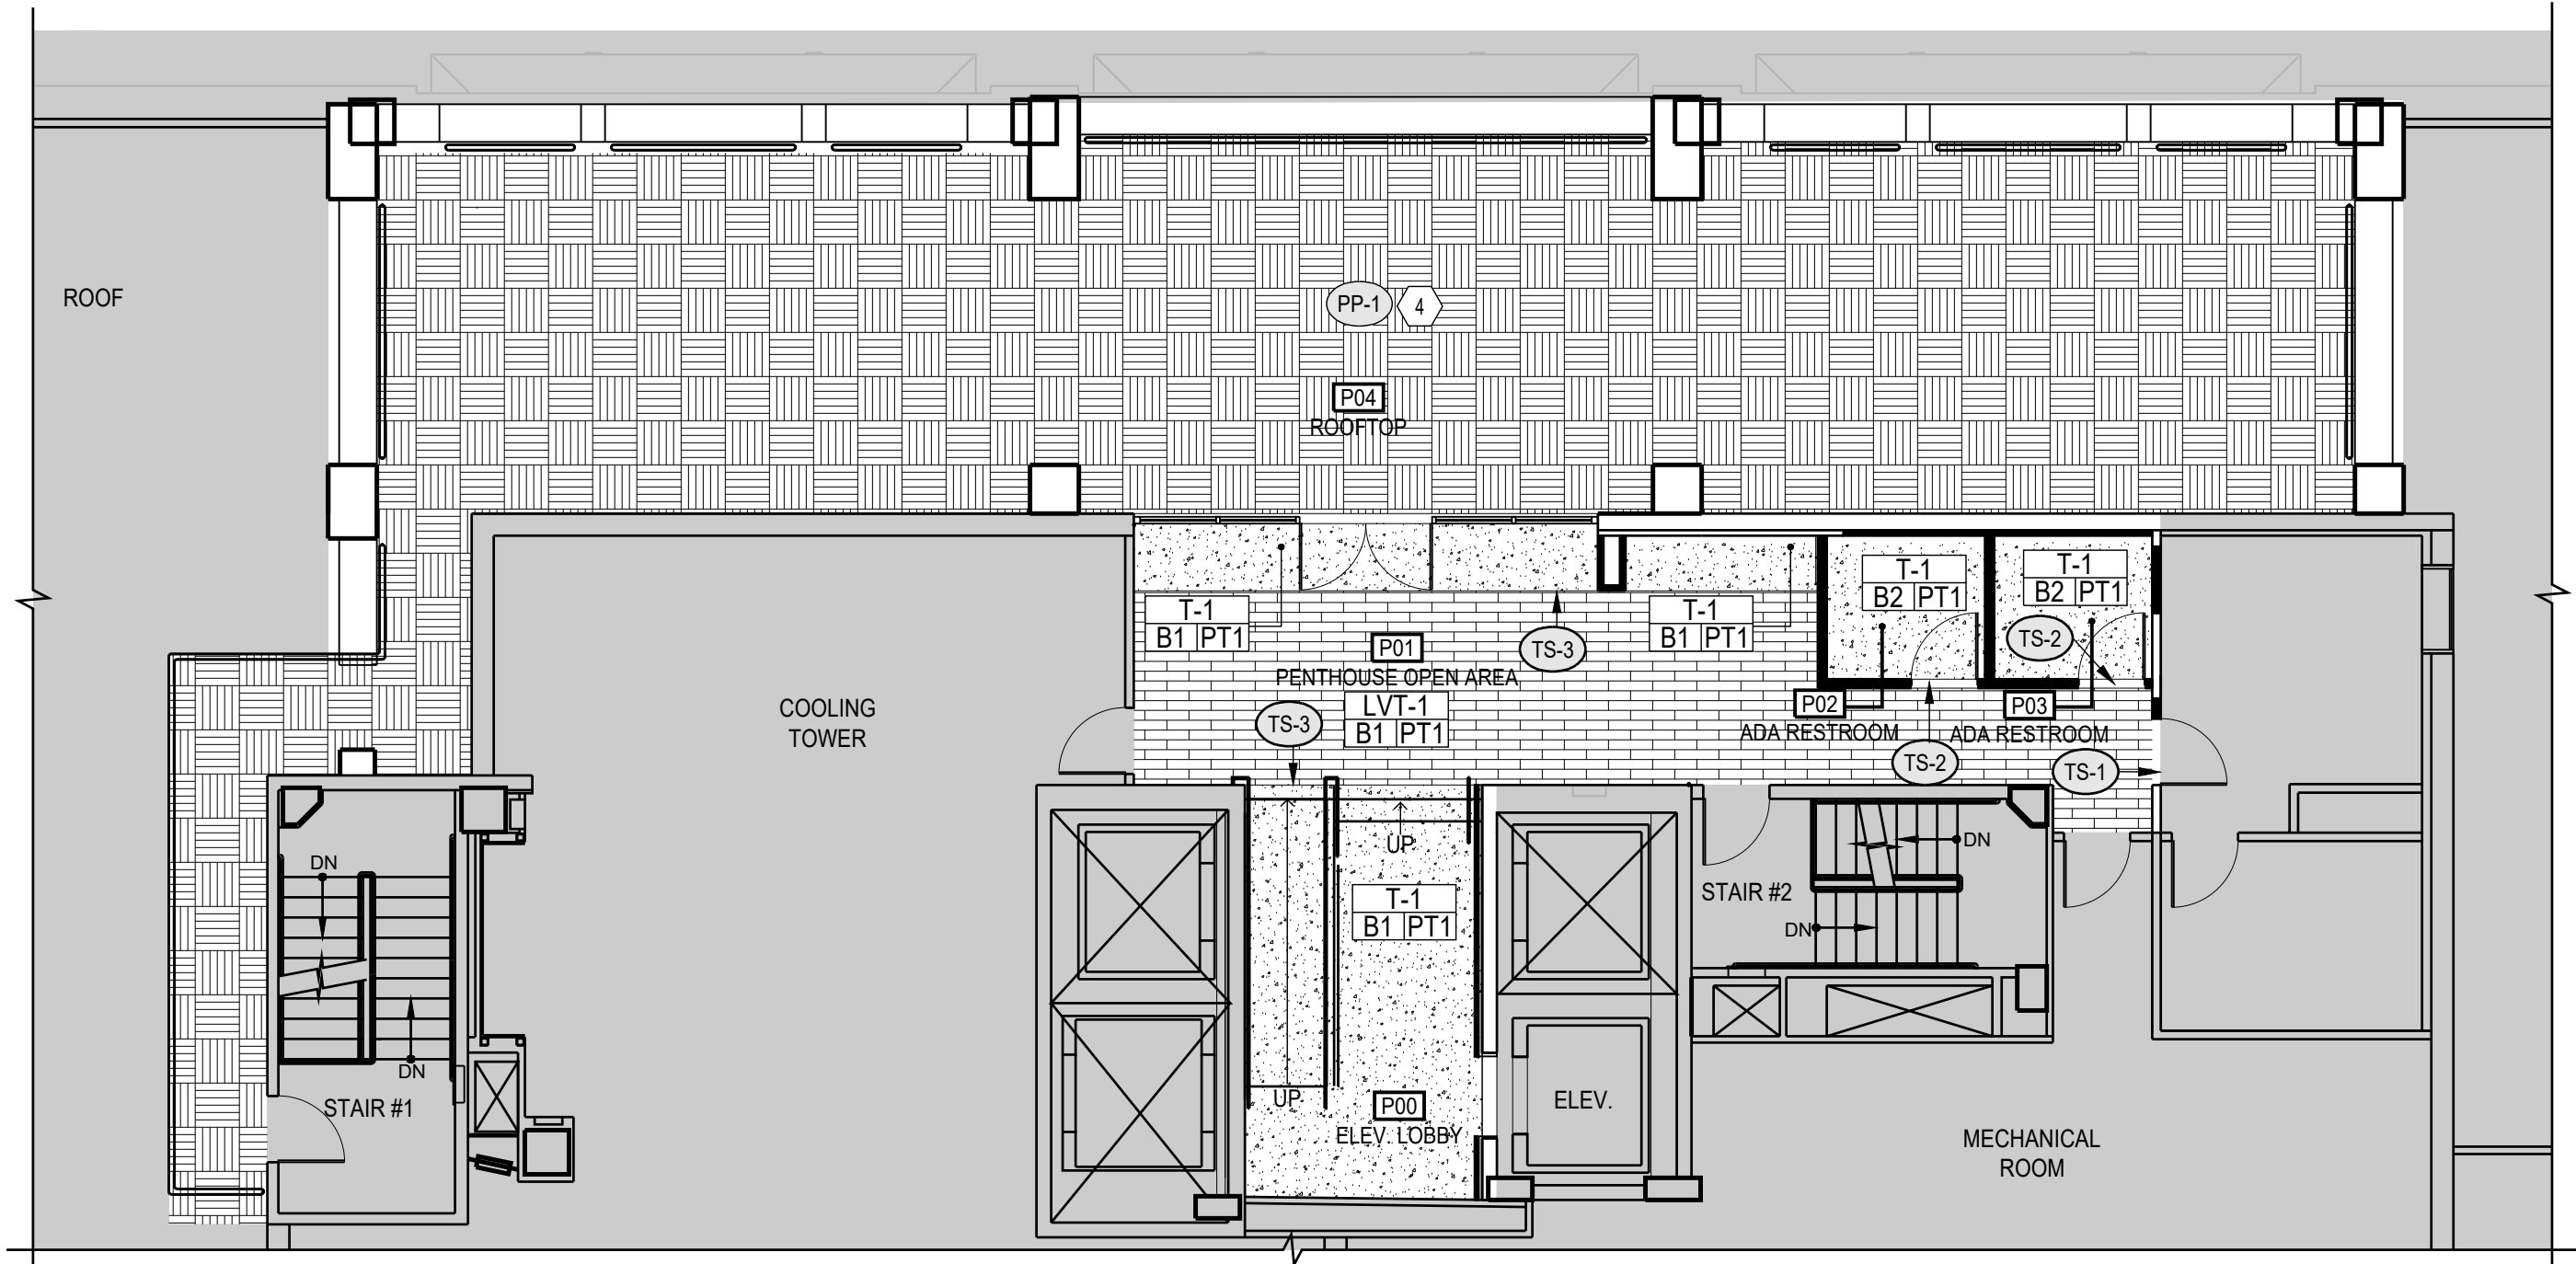 ROOF
PP-1
4
P04
ROOFTOP
T-1
B2 PT1
T-1
B2 PT1
T-1
B1 PT1
T-1
B1 PT1
TS-3
TS-2
P01
PENTHOUSE OPEN AREA
LVT-1
B1 PT1
TS-3
P02
ADA RESTROOM
P03
ADA RESTROOM
TS-2
TS-1
COOLING
TOWER
UP
T-1
B1 PT1
UP
P00
ELEV. LOBBY
ELEV.
DN
DN
STAIR #1
DN
STAIR #2
DN
MECHANICAL
ROOM